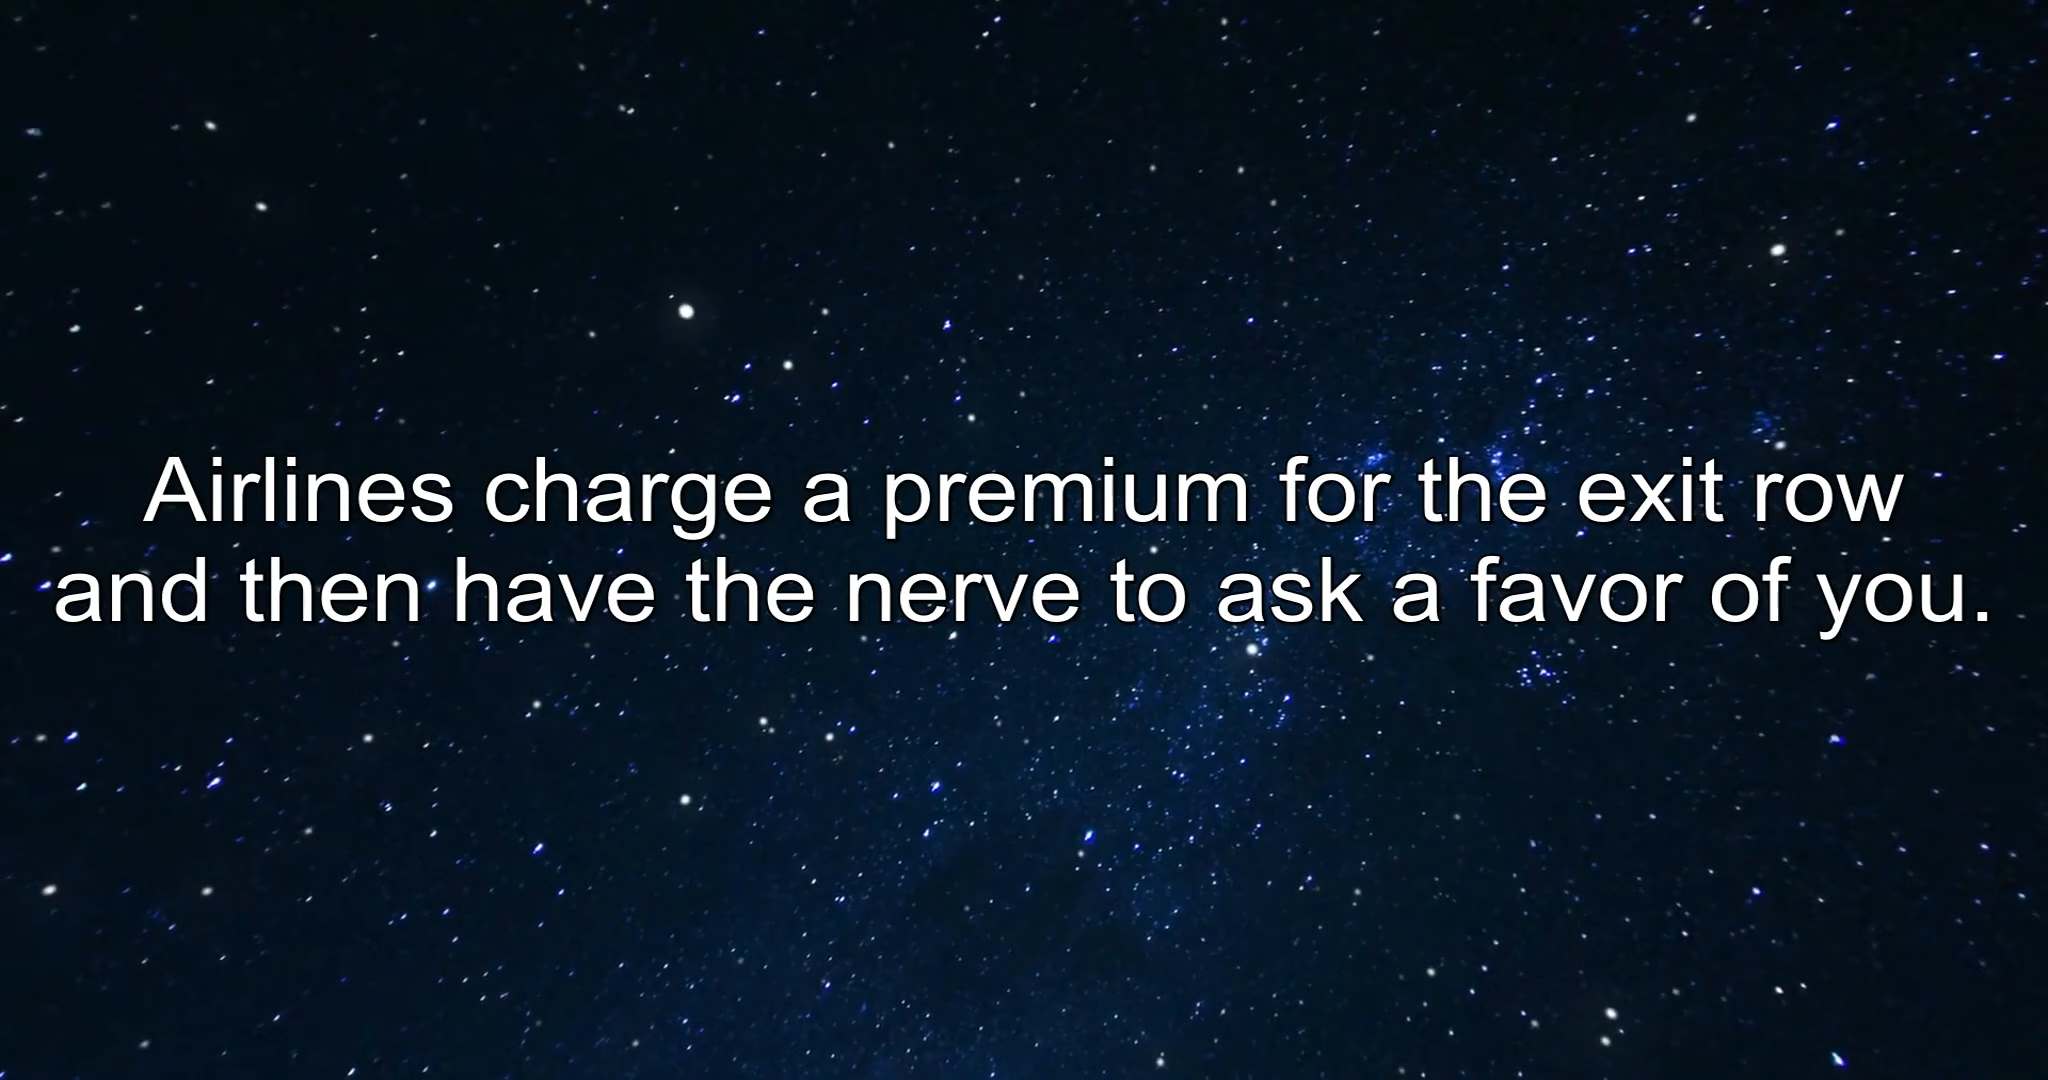 Airlines charge a premium for the exit row
and then have the nerve to ask a favor of you.